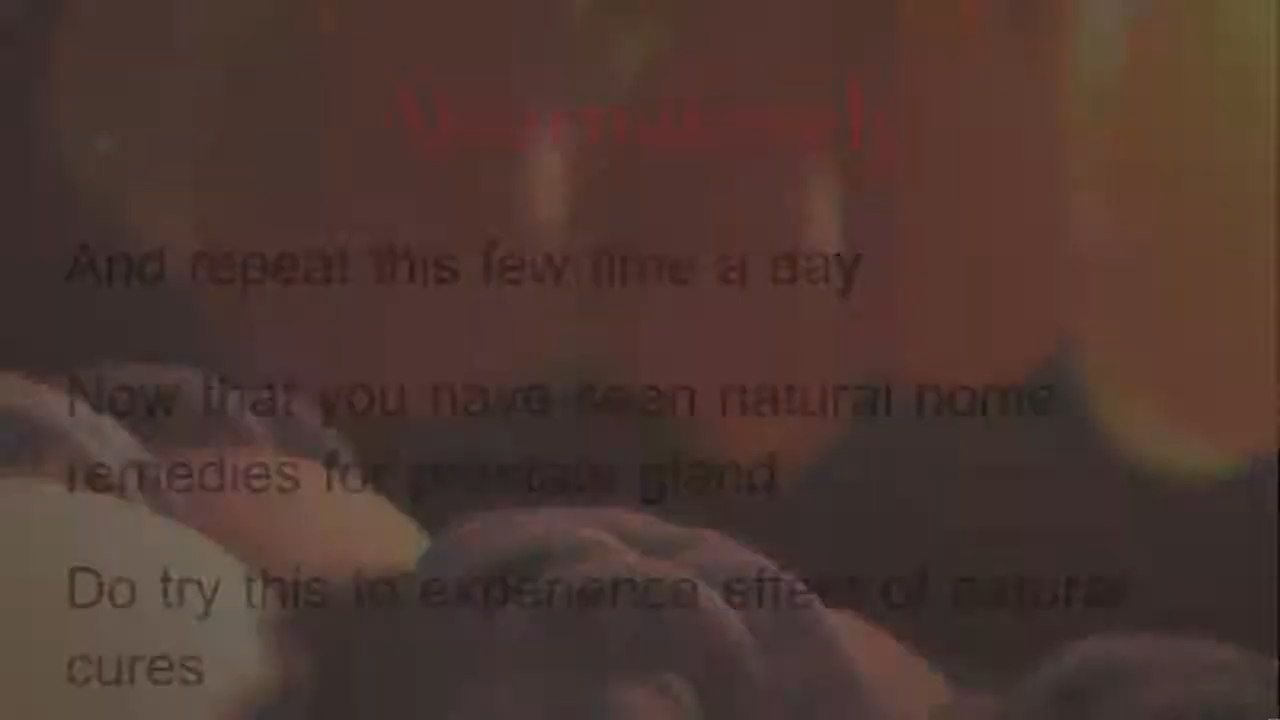 And repeat this few time a day
Now that you have seen natural home
remedies for prostate gland
Do try this to experience effect of natural
cures